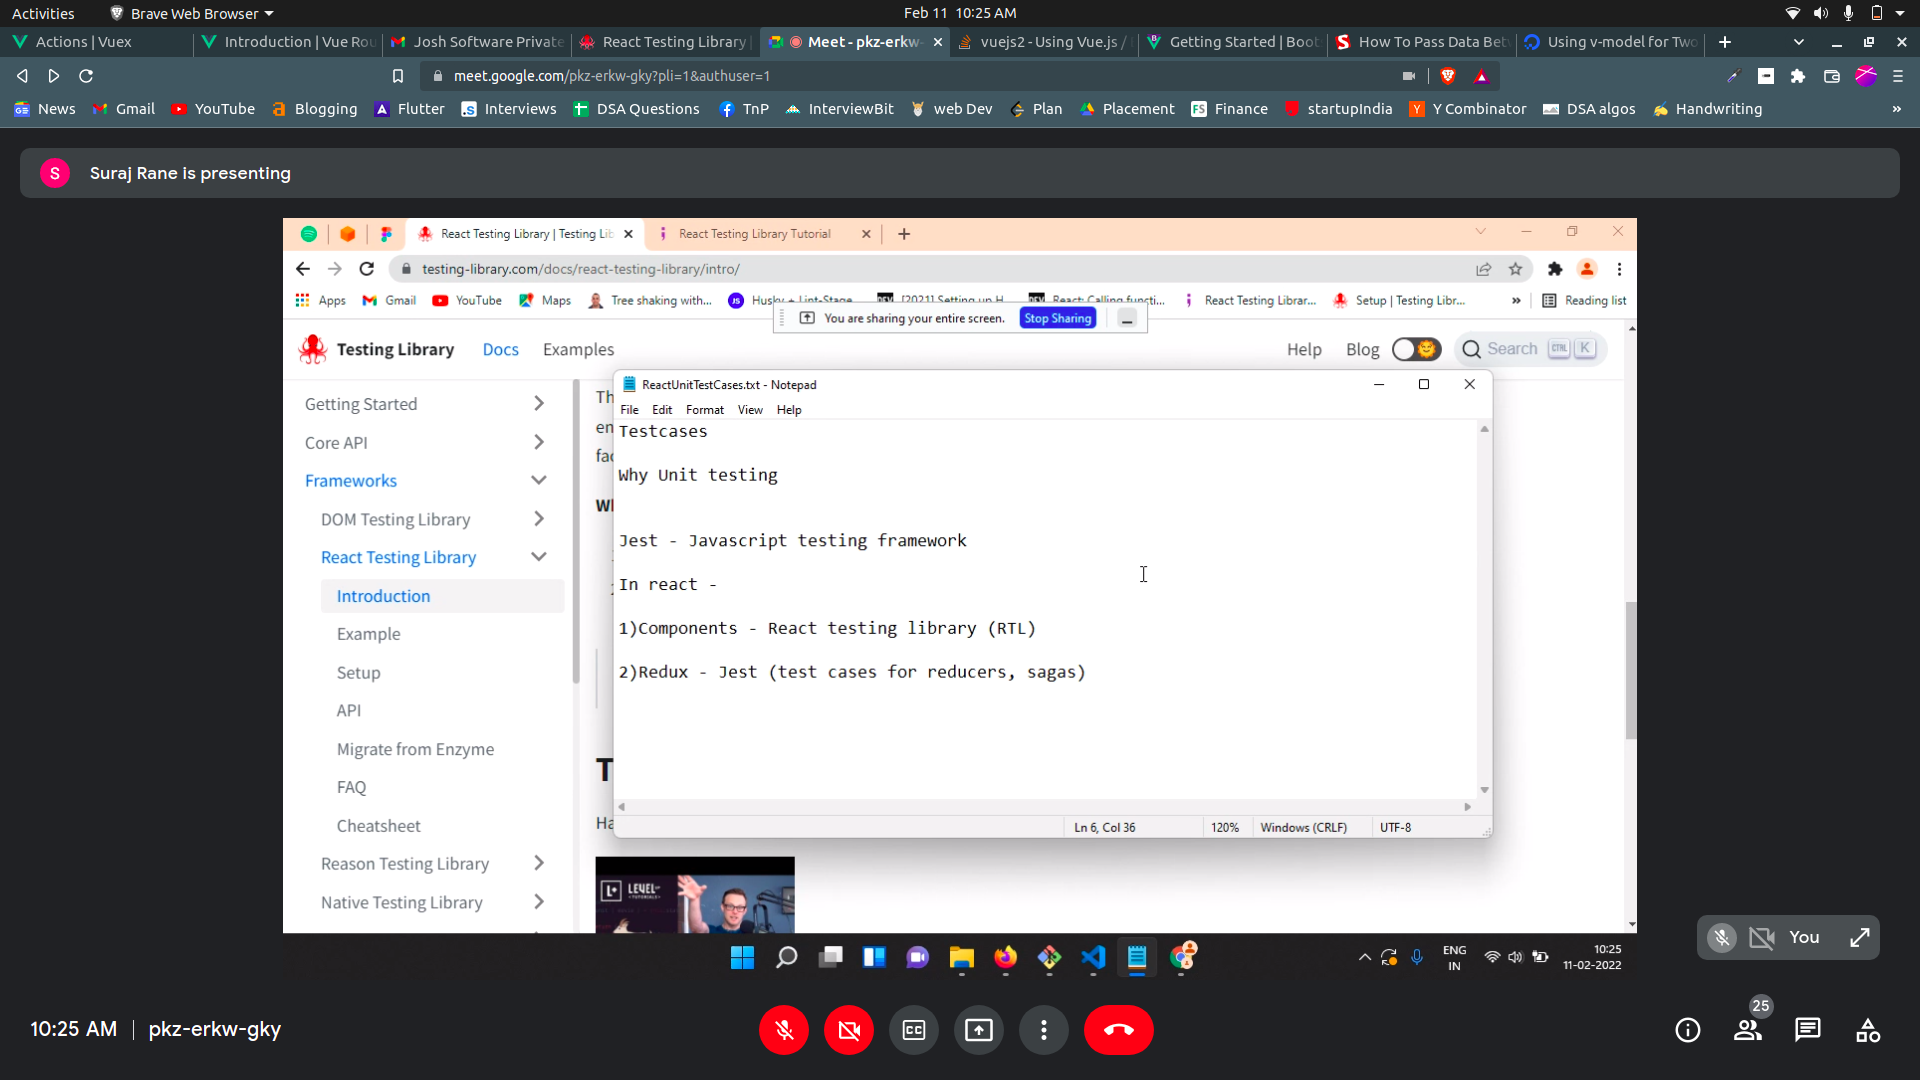 Activities
Brave Web Browser
Feb 11 10:25 AM
Actions | Vuex
Introduction | Vue Rou
Josh Software Private
React Testing Library
Meet - pkz-erkw-
vuejs2 - Using Vue.js /
Getting Started | Boot
How To Pass Data Bet
Using v-model for Two
meet.google.com/pkz-erkw-gky?pli=1&authuser=1
News
Gmail
YouTube
Blogging
Flutter
Interviews
DSA Questions
TnP
InterviewBit
web Dev
Plan
Placement
Finance
startupIndia
Y Combinator
DSA algos
Handwriting
S
Suraj Rane is presenting
React Testing Library | Testing Lib
React Testing Library Tutorial
testing-library.com/docs/react-testing-library/intro/
Apps
Gmail
YouTube
Maps
Tree shaking with...
Husky + Lint-Stage
[2021] Setting up H
React: Calling functi...
React Testing Librar...
Setup | Testing Libr...
Reading list
You are sharing your entire screen.
Stop Sharing
Testing Library
Docs
Examples
Help
Blog
Search
CTRL
K
Getting Started
Core API
Frameworks
DOM Testing Library
React Testing Library
Introduction
Example
Setup
API
Migrate from Enzyme
FAQ
Cheatsheet
Reason Testing Library
Native Testing Library
Th
en
fac
T
Ha
LEVEL
TUTORIALS
ReactUnitTestCases.txt - Notepad
File
Edit
Format
View
Help
Testcases
Why Unit testing
Jest - Javascript testing framework
In react -
1)Components - React testing library (RTL)
2)Redux - Jest (test cases for reducers, sagas)
Ln 6, Col 36
120%
Windows (CRLF)
UTF-8
ENG
IN
10:25
11-02-2022
You
10:25 AM | pkz-erkw-gky
CC
25